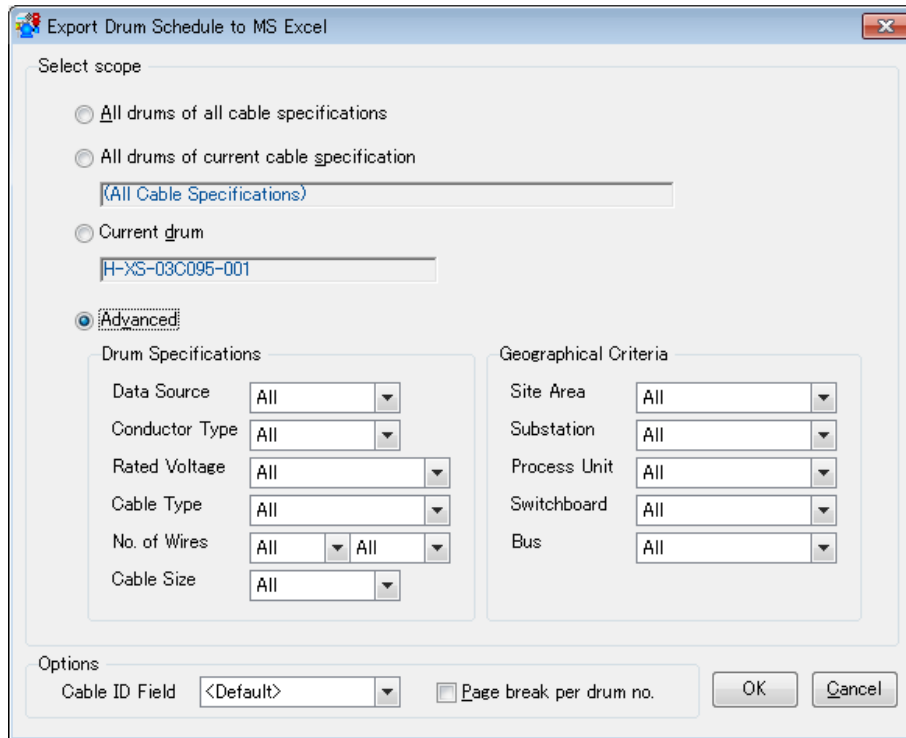 Export Drum Schedule to MS Excel
Select scope
All drums of all cable specifications
All drums of current cable specification
(All Cable Specifications)
Current drum
H-XS-03C095-001
Advanced
Drum Specifications
Data Source All
Conductor Type All
Rated Voltage All
Cable Type All
No. of Wires All All
Cable Size All
Geographical Criteria
Site Area All
Substation All
Process Unit All
Switchboard All
Bus All
Options
Cable ID Field <Default> Page break per drum no. OK Cancel